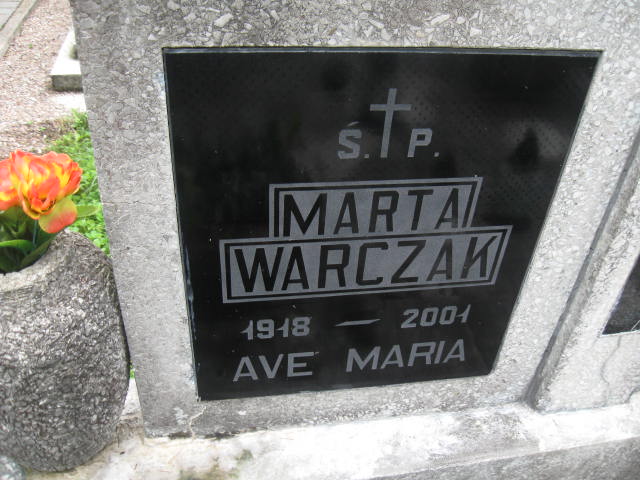 Ś. P.
MARTA
WARCZAK
1918 — 2001
AVE MARIA